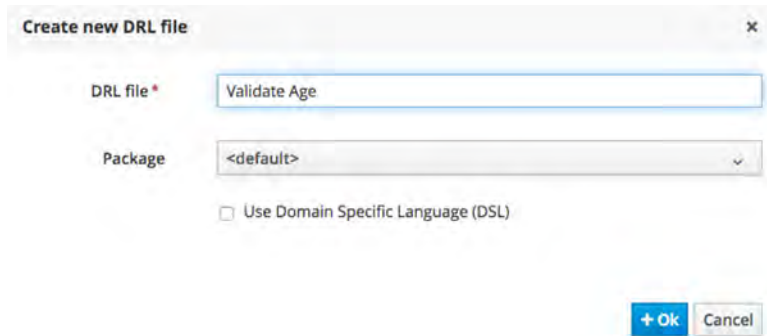 Create new DRL file ×
DRL file * Validate Age
Package <default>
Use Domain Specific Language (DSL)
+ Ok Cancel